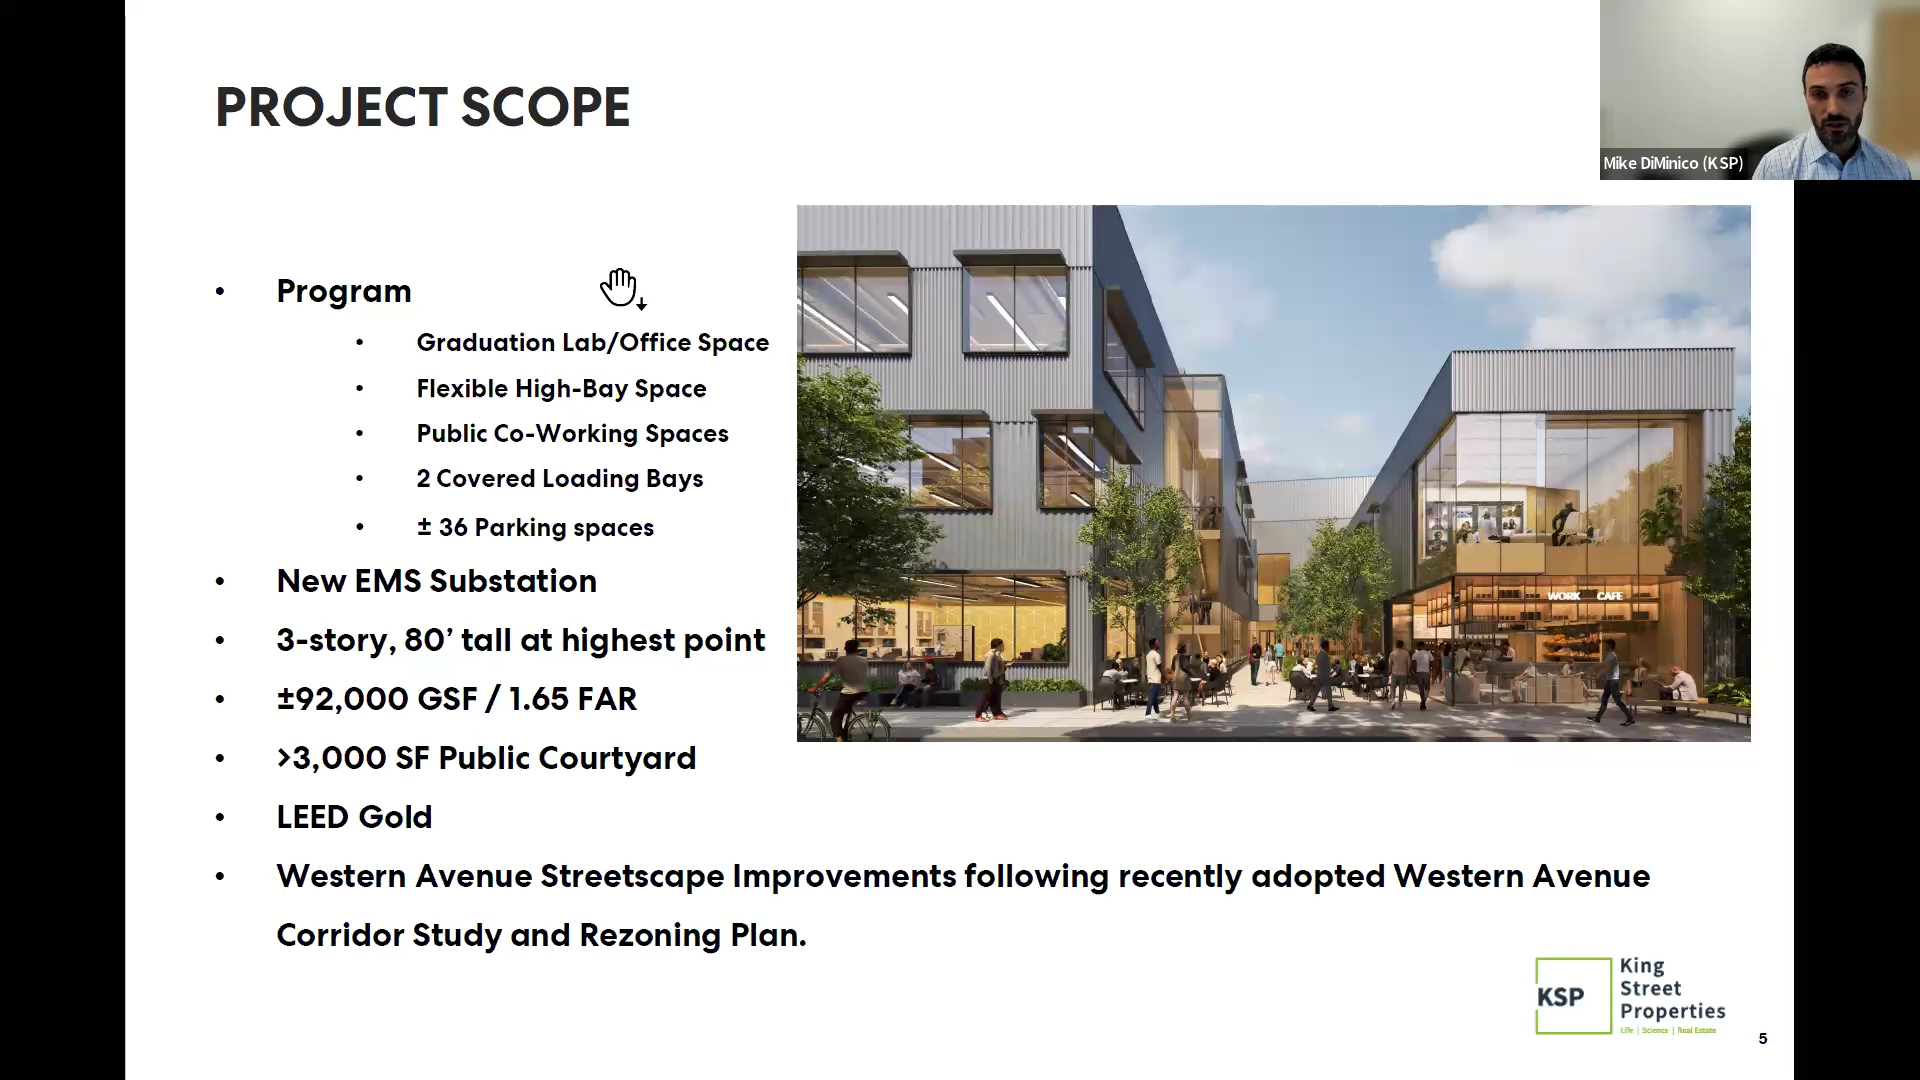 PROJECT SCOPE
Mike DiMinico (KSP)
• Program
• Graduation Lab/Office Space
• Flexible High-Bay Space
• Public Co-Working Spaces
• 2 Covered Loading Bays
• ± 36 Parking spaces
• New EMS Substation
• 3-story, 80’ tall at highest point
• ±92,000 GSF / 1.65 FAR
• >3,000 SF Public Courtyard
• LEED Gold
• Western Avenue Streetscape Improvements following recently adopted Western Avenue
Corridor Study and Rezoning Plan.
WORK CAFE
KSP
King
Street
Properties
Life | Science | Real Estate
5